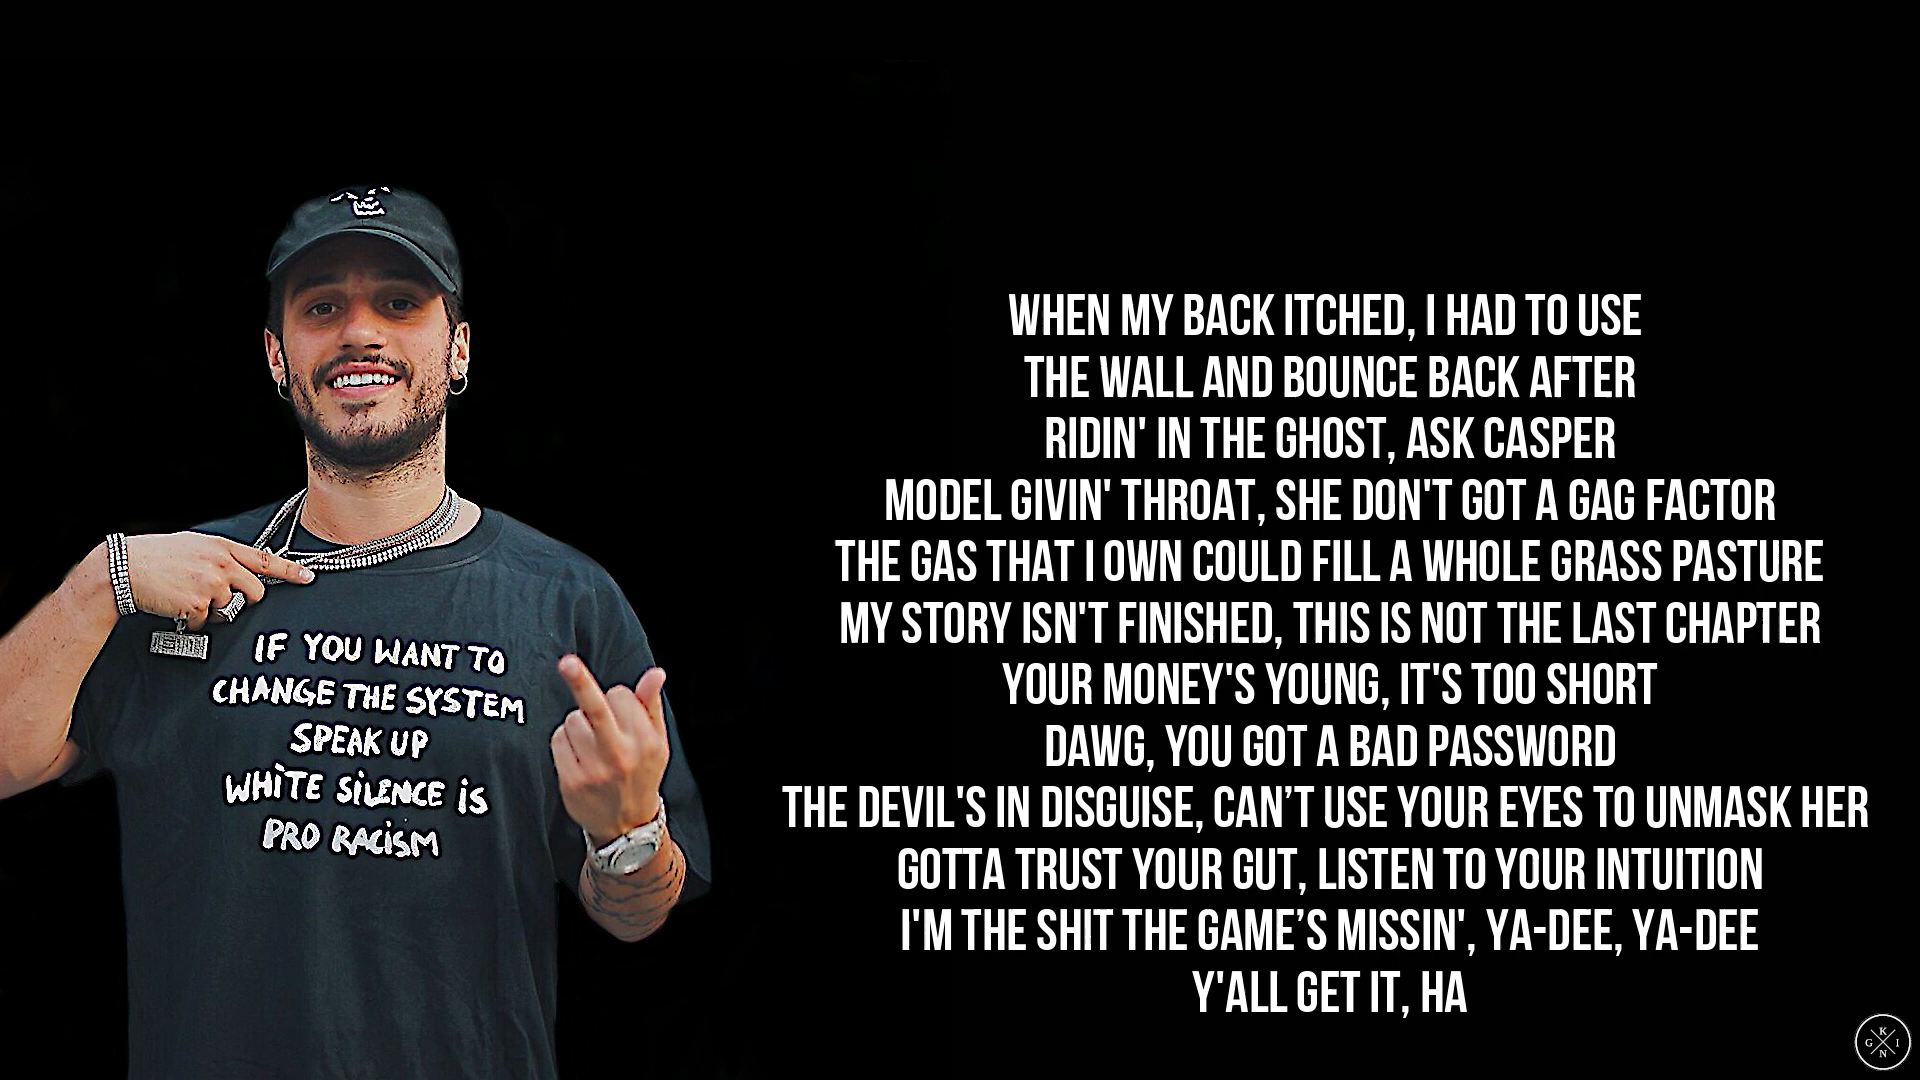 IF YOU WANT TO
CHANGE THE SYSTEM
SPEAK UP
WHITE SILENCE IS
PRO RACISM
WHEN MY BACK ITCHED, I HAD TO USE
THE WALL AND BOUNCE BACK AFTER
RIDIN' IN THE GHOST, ASK CASPER
MODEL GIVIN' THROAT, SHE DON'T GOT A GAG FACTOR
THE GAS THAT I OWN COULD FILL A WHOLE GRASS PASTURE
MY STORY ISN'T FINISHED, THIS IS NOT THE LAST CHAPTER
YOUR MONEY'S YOUNG, IT'S TOO SHORT
DAWG, YOU GOT A BAD PASSWORD
THE DEVIL'S IN DISGUISE, CAN’T USE YOUR EYES TO UNMASK HER
GOTTA TRUST YOUR GUT, LISTEN TO YOUR INTUITION
I'M THE SHIT THE GAME’S MISSIN', YA-DEE, YA-DEE
Y'ALL GET IT, HA
K
G I
N